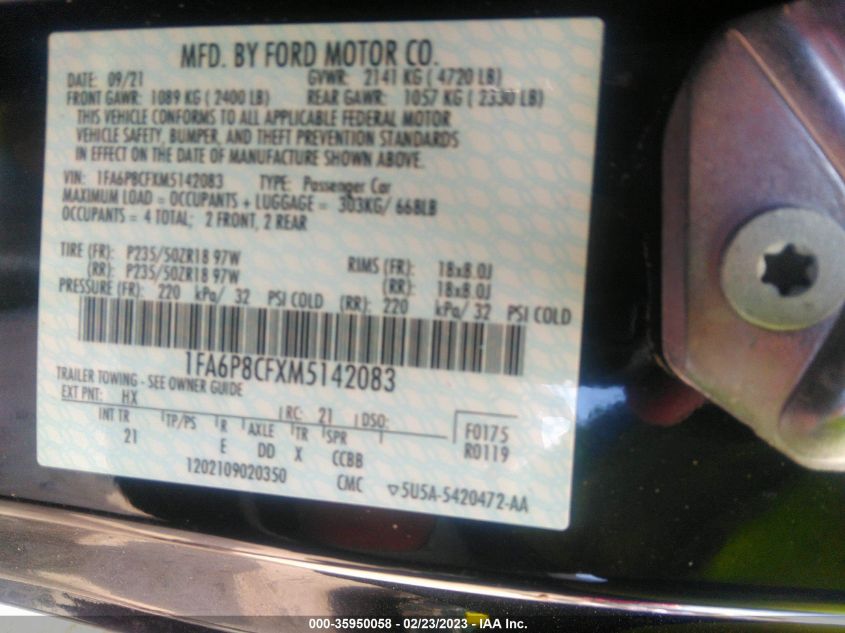 MFD. BY FORD MOTOR CO.
DATE: 09/21 GVWR: 2141 KG ( 4720 LB)
FRONT GAWR: 1089 KG ( 2400 LB) REAR GAWR: 1057 KG ( 2330 LB)
THIS VEHICLE CONFORMS TO ALL APPLICABLE FEDERAL MOTOR
VEHICLE SAFETY, BUMPER, AND THEFT PREVENTION STANDARDS
IN EFFECT ON THE DATE OF MANUFACTURE SHOWN ABOVE.
VIN: 1FA6P8CFXM5142083 TYPE: Passenger Car
MAXIMUM LOAD = OCCUPANTS + LUGGAGE = 303KG/ 668LB
OCCUPANTS = 4 TOTAL; 2 FRONT, 2 REAR
TIRE (FR): P235/50ZR18 97W RIMS (FR): 18x8.0J
(RR): P235/50ZR18 97W (RR): 18x8.0J
PRESSURE (FR): 220 kPa/ 32 PSI COLD (RR): 220 kPa/ 32 PSI COLD
1FA6P8CFXM5142083
TRAILER TOWING - SEE OWNER GUIDE
EXT PNT: HX RC: 21 DSO:
INT TR TP/PS R AXLE TR SPR F0175
21 E DD X CCBB R0119
1202109020350 CMC ▽5U5A-5420472-AA
000-35950058 - 02/23/2023 - IAA Inc.